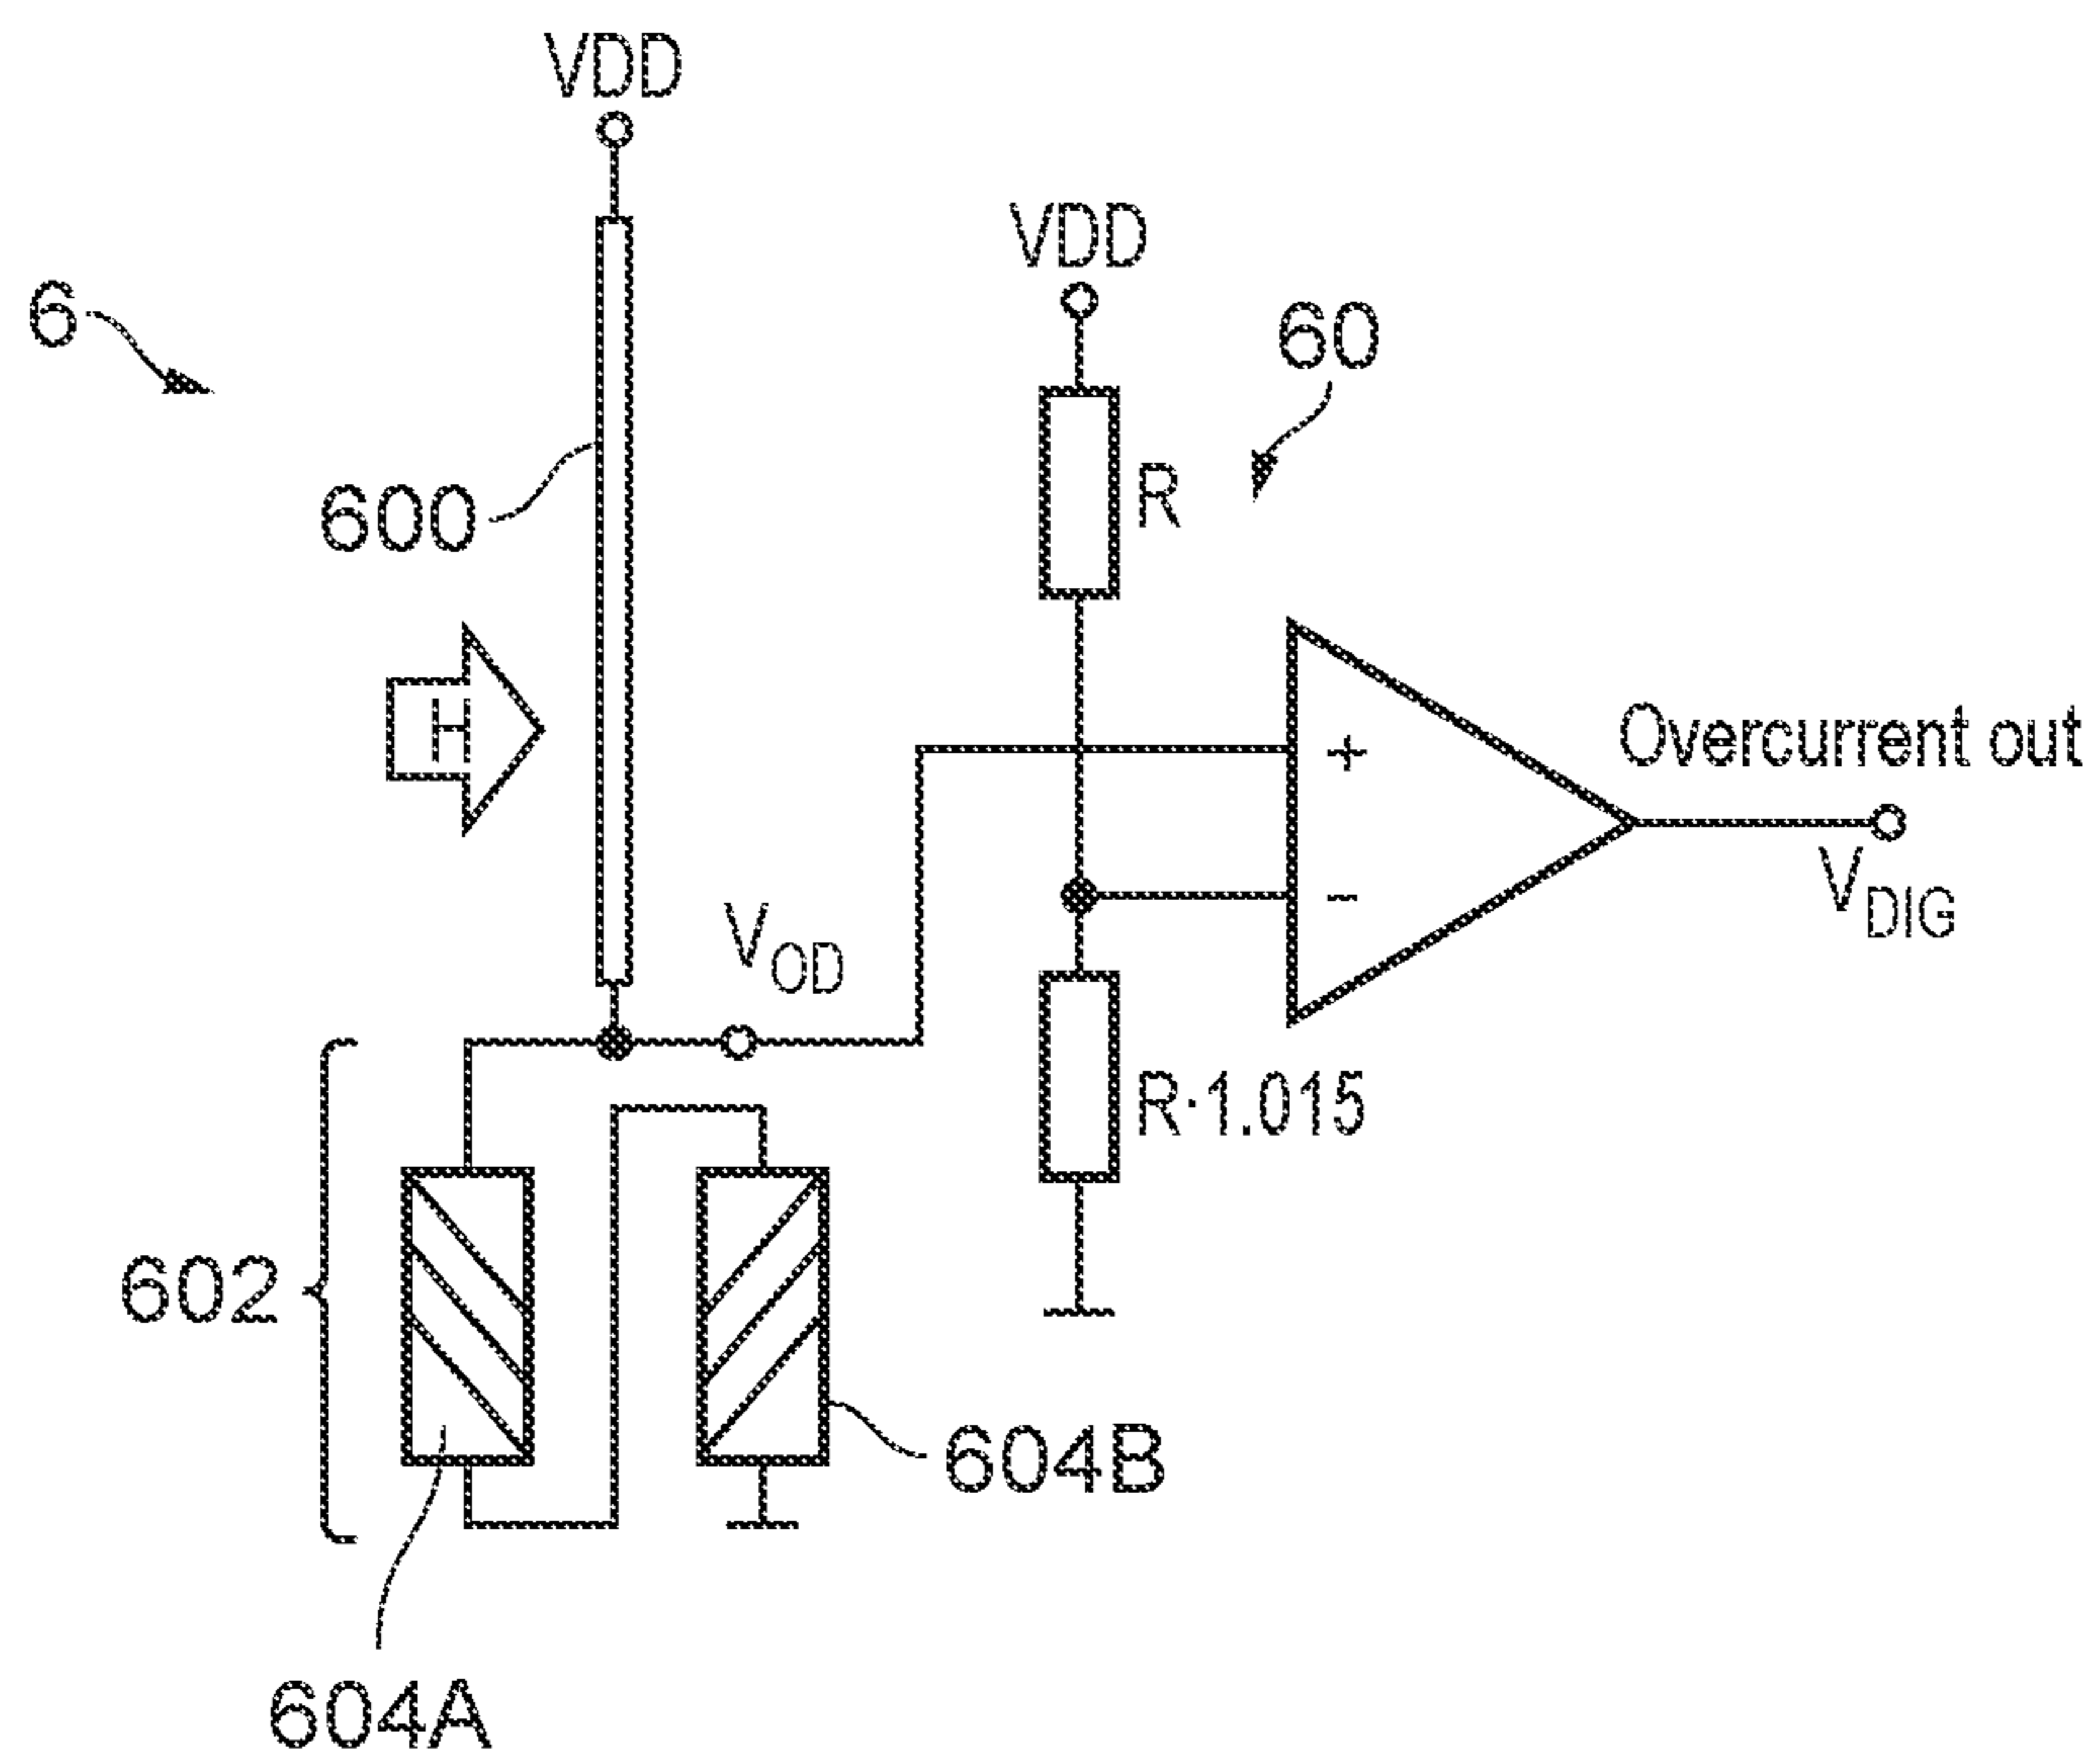 VDD
VDD
6
60
R
600
H
+
Overcurrent out
-
V_DIG
V_OD
R·1.015
602
604B
604A